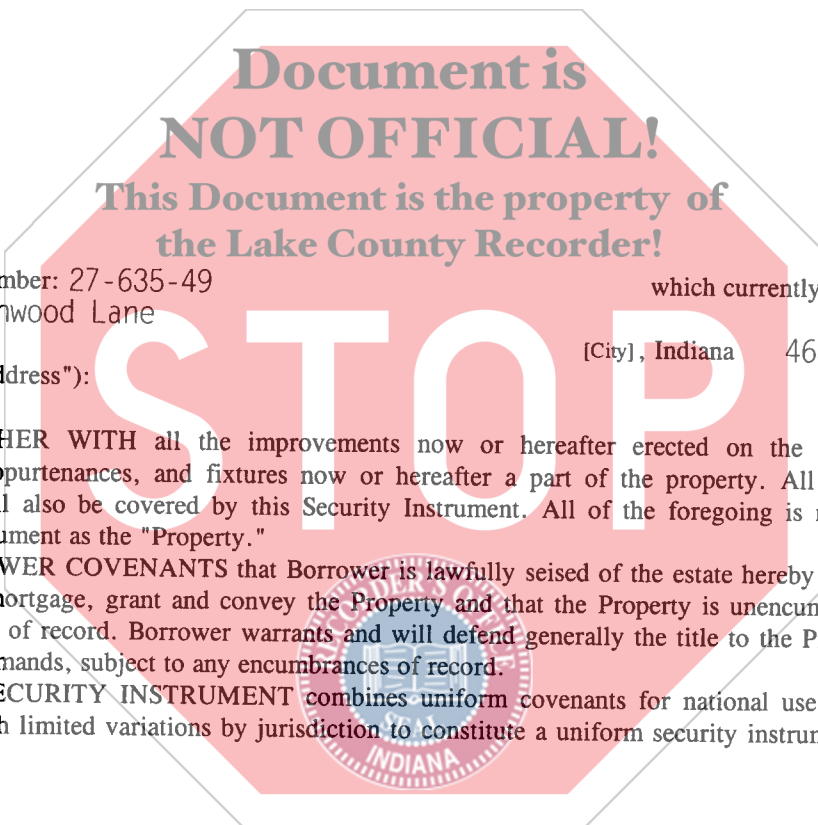 Document is
NOT OFFICIAL!
This Document is the property of
the Lake County Recorder!
mber: 27-635-49
which currently
nwood Lane
[City] , Indiana 46
ddress"):
STOP
HER WITH all the improvements now or hereafter erected on the
ppurtenances, and fixtures now or hereafter a part of the property. All
l also be covered by this Security Instrument. All of the foregoing is
ument as the "Property."
WER COVENANTS that Borrower is lawfully seised of the estate hereby
ortgage, grant and convey the Property and that the Property is unencum
of record. Borrower warrants and will defend generally the title to the P
mands, subject to any encumbrances of record.
ECURITY INSTRUMENT combines uniform covenants for national use
h limited variations by jurisdiction to constitute a uniform security instrum
RECORDER'S OFFICE
SEAL
INDIANA